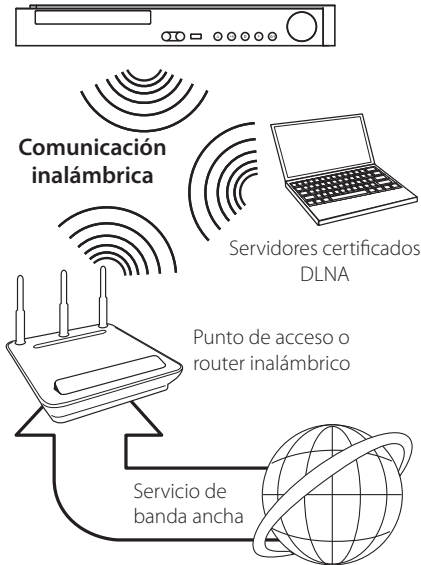 Comunicación
inalámbrica
Servidores certificados
DLNA
Punto de acceso o
router inalámbrico
Servicio de
banda ancha